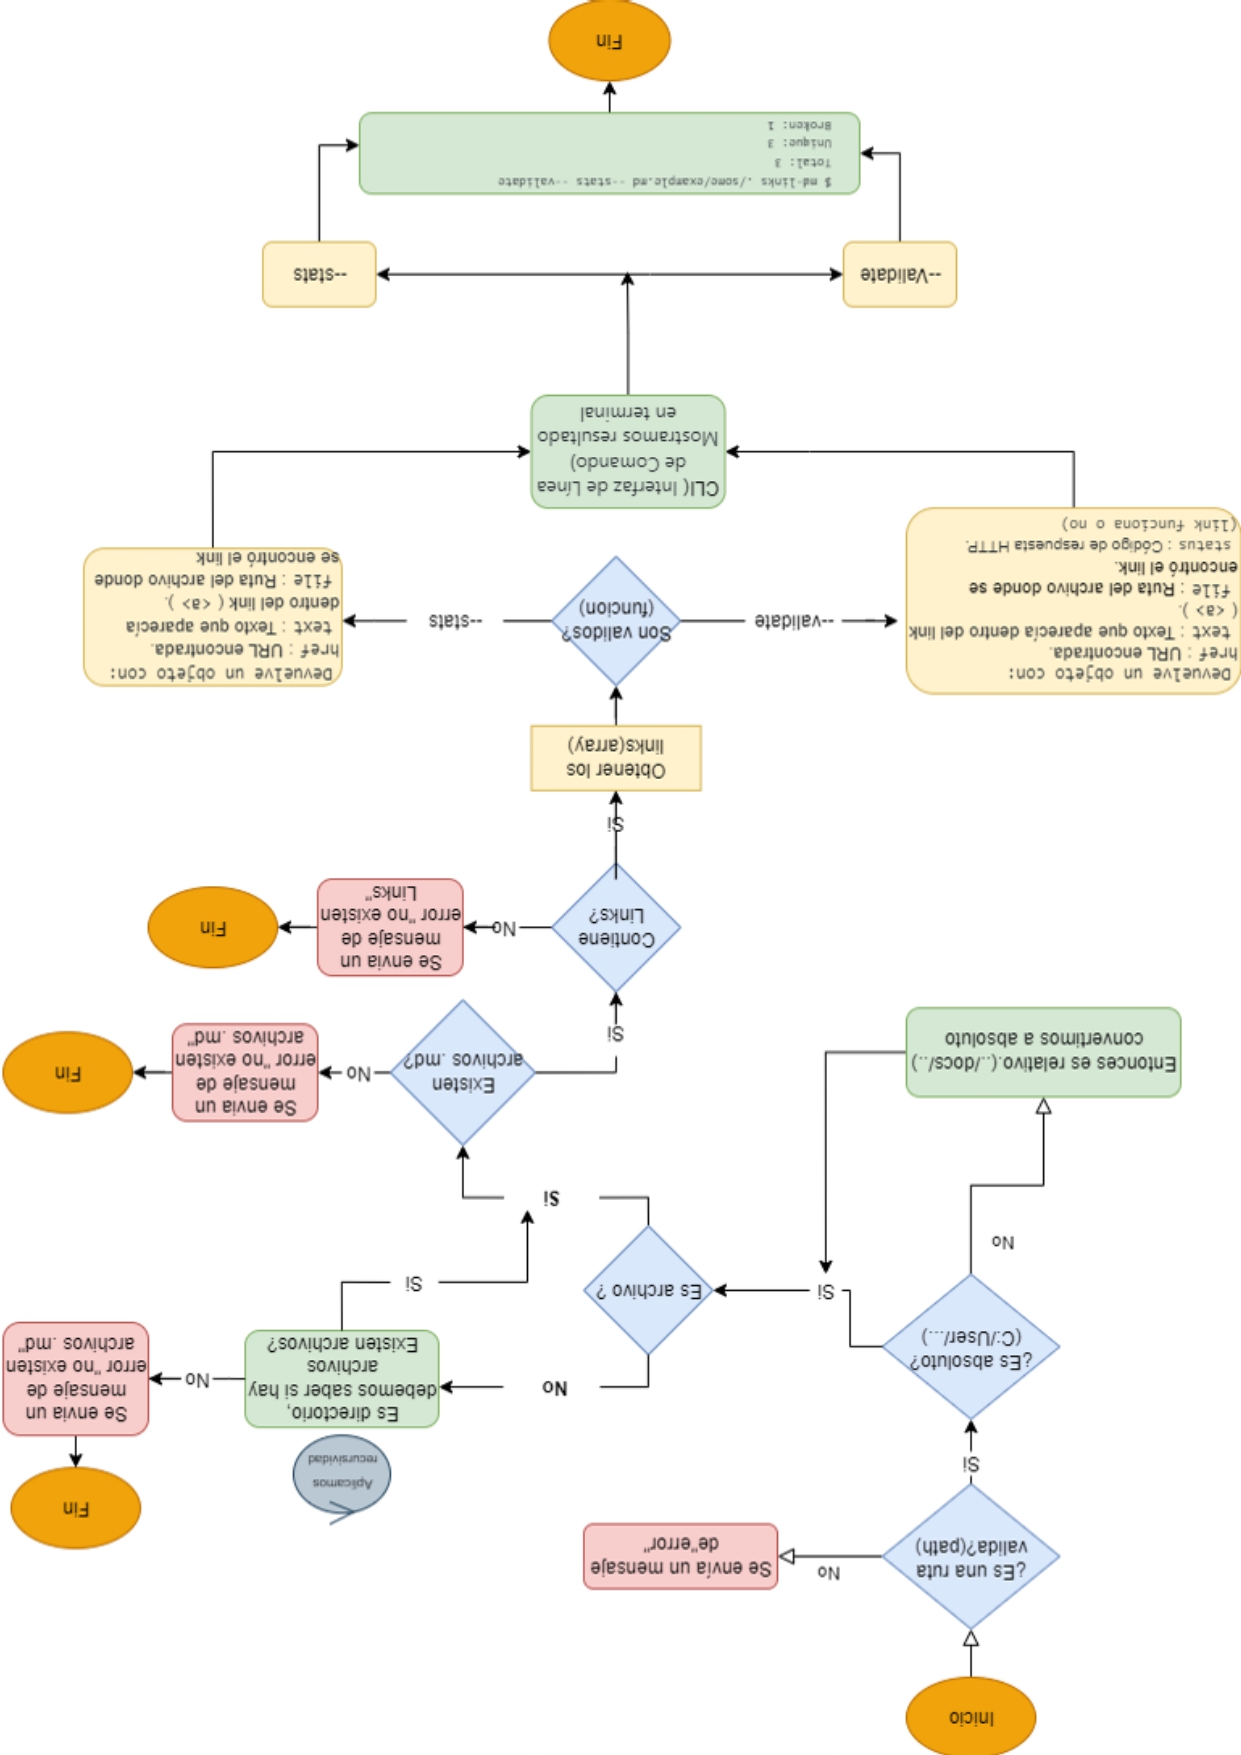 Inicio
¿Es una ruta
valida?(path)
No
Se envía un mensaje
de"error"
Si
¿Es absoluto?
(C:/User/...)
No
Entonces es relativo.(../docs/..)
convertimos a absoluto
Si
Es archivo ?
No
Aplicamos
recursividad
Es directorio,
debemos saber si hay
archivos
Existen archivos?
No
Se envia un
mensaje de
error "no existen
archivos .md"
Fin
Si
Si
Existen
archivos .md?
No
Se envia un
mensaje de
error "no existen
archivos .md"
Fin
Si
Contiene
Links?
No
Se envia un
mensaje de
error "no existen
Links"
Fin
Si
Obtener los
links(array)
Son validos?
(funcion)
--validate
Devuelve un objeto con:
href : URL encontrada.
text : Texto que aparecía dentro del link
( <a> ).
file : Ruta del archivo donde se
encontró el link.
status : Código de respuesta HTTP.
(link funciona o no)
--stats
Devuelve un objeto con:
href : URL encontrada.
text : Texto que aparecía
dentro del link ( <a> ).
file : Ruta del archivo donde
se encontró el link
CLI( Interfaz de Línea
de Comando)
Mostramos resultado
en terminal
--Validate
--stats
$ md-links ./some/example.md --stats --validate
Total: 3
Unique: 3
Broken: 1
Fin